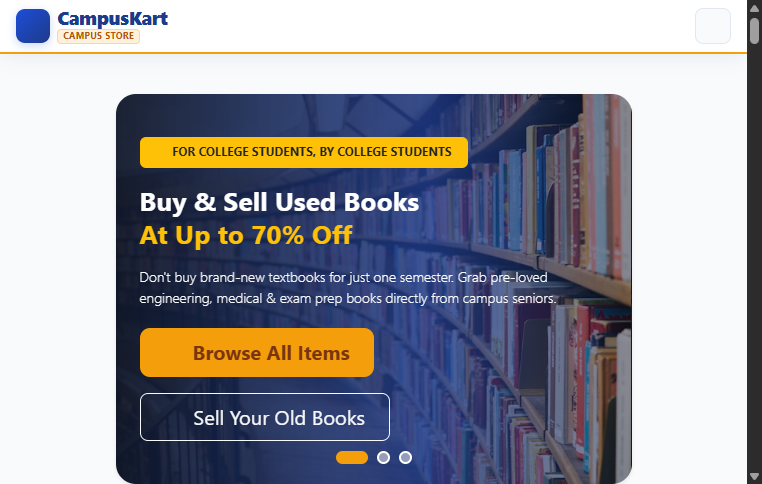 CampusKart
CAMPUS STORE
FOR COLLEGE STUDENTS, BY COLLEGE STUDENTS
Buy & Sell Used Books
At Up to 70% Off
Don't buy brand-new textbooks for just one semester. Grab pre-loved
engineering, medical & exam prep books directly from campus seniors.
Browse All Items
Sell Your Old Books